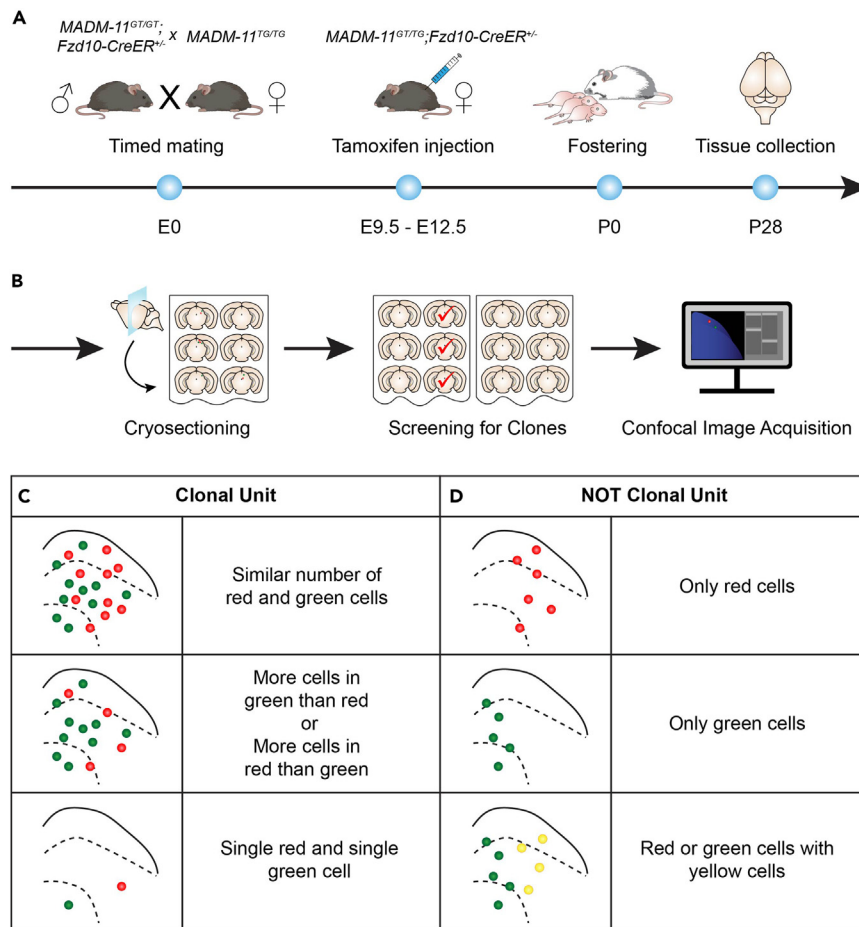 A
MADM-11GT/GT;
Fzd10-CreER+/- x MADM-11TG/TG
MADM-11GT/TG;Fzd10-CreER+/-
♂ X ♀ ♀
Timed mating
Tamoxifen injection
Fostering
Tissue collection
E0
E9.5 - E12.5
P0
P28
B
Cryosectioning
Screening for Clones
Confocal Image Acquisition
C Clonal Unit
D NOT Clonal Unit
Similar number of
red and green cells
Only red cells
More cells in
green than red
or
More cells in
red than green
Only green cells
Single red and single
green cell
Red or green cells with
yellow cells